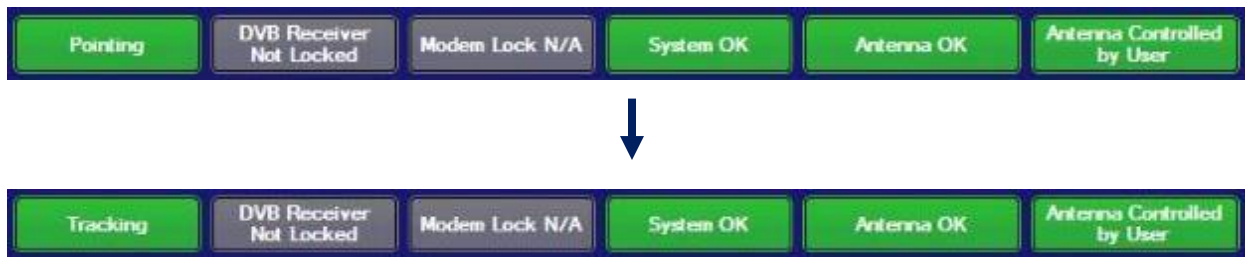 Pointing
DVB Receiver
Not Locked
Modem Lock N/A
System OK
Antenna OK
Antenna Controlled
by User
Tracking
DVB Receiver
Not Locked
Modem Lock N/A
System OK
Antenna OK
Antenna Controlled
by User